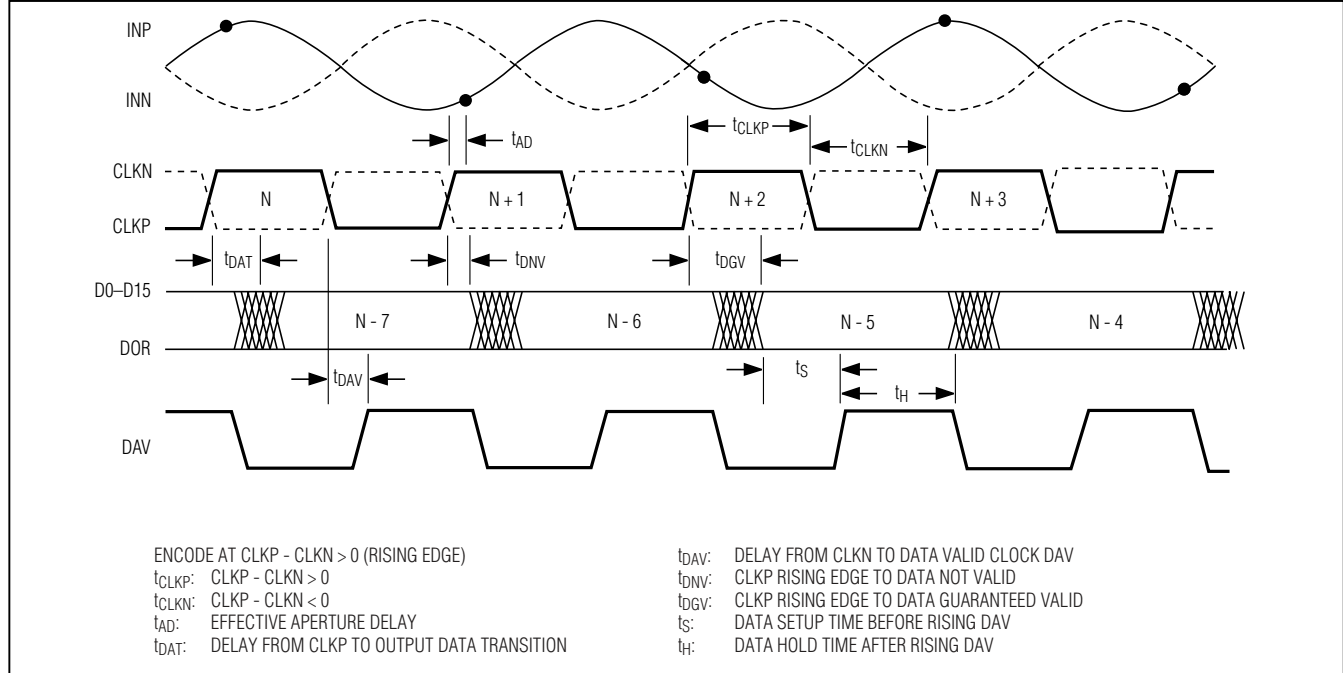 INP
INN
tAD
tCLKP
tCLKN
CLKN
CLKP
N
N + 1
N + 2
N + 3
tDAT
tDNV
tDGV
D0–D15
DOR
N - 7
N - 6
N - 5
N - 4
tDAV
tS
tH
DAV
ENCODE AT CLKP - CLKN > 0 (RISING EDGE)
tCLKP: CLKP - CLKN > 0
tCLKN: CLKP - CLKN < 0
tAD: EFFECTIVE APERTURE DELAY
tDAT: DELAY FROM CLKP TO OUTPUT DATA TRANSITION
tDAV: DELAY FROM CLKN TO DATA VALID CLOCK DAV
tDNV: CLKP RISING EDGE TO DATA NOT VALID
tDGV: CLKP RISING EDGE TO DATA GUARANTEED VALID
tS: DATA SETUP TIME BEFORE RISING DAV
tH: DATA HOLD TIME AFTER RISING DAV